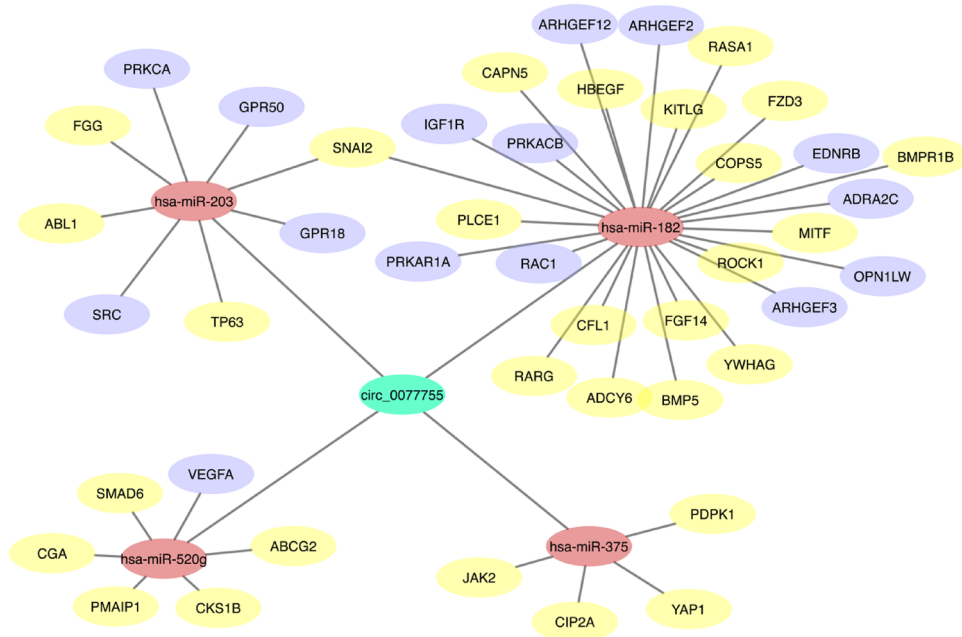 ARHGEF12
ARHGEF2
RASA1
PRKCA
CAPN5
HBEGF
KITLG
FZD3
GPR50
FGG
IGF1R
PRKACB
SNAI2
COPS5
EDNRB
BMPR1B
hsa-miR-203
ADRA2C
ABL1
GPR18
PLCE1
hsa-miR-182
MITF
PRKAR1A
RAC1
ROCK1
OPN1LW
SRC
TP63
ARHGEF3
CFL1
FGF14
RARG
YWHAG
circ_0077755
ADCY6
BMP5
VEGFA
SMAD6
PDPK1
CGA
hsa-miR-520g
ABCG2
hsa-miR-375
JAK2
PMAIP1
CKS1B
CIP2A
YAP1